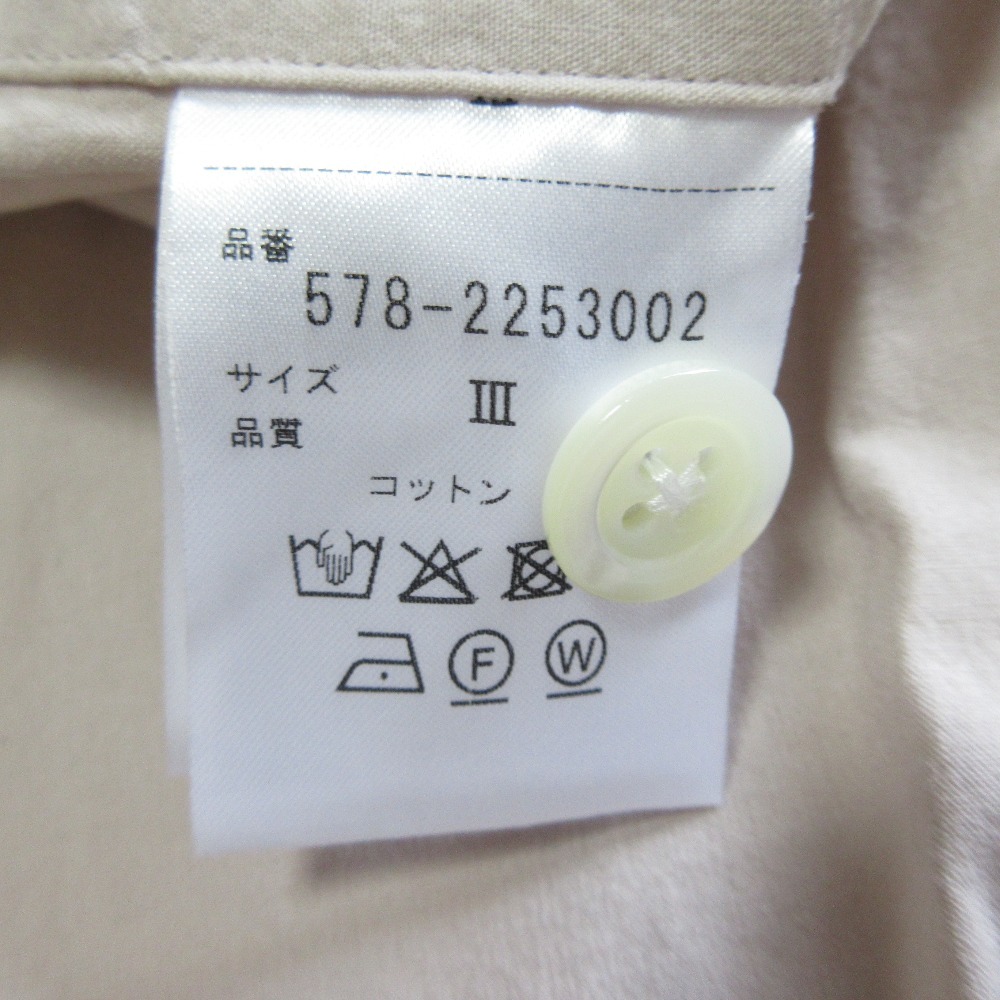 品番
578-2253002
サイズ III
品質
コットン
F W